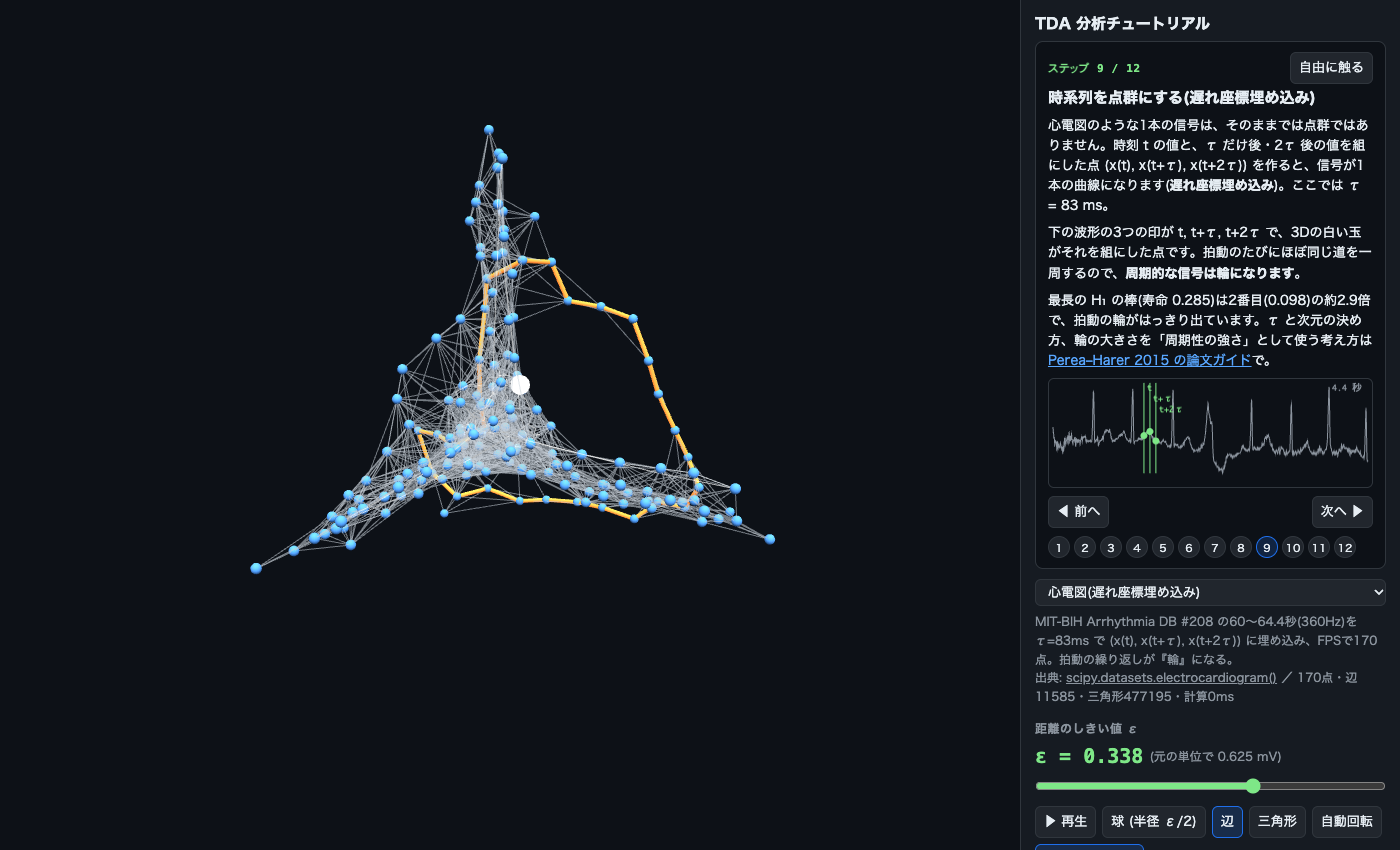 TDA 分析チュートリアル
ステップ 9 / 12
自由に触る
時系列を点群にする(遅れ座標埋め込み)
心電図のような1本の信号は、そのままでは点群ではあ
りません。時刻 t の値と、τ だけ後・2τ 後の値を組
にした点 (x(t), x(t+τ), x(t+2τ)) を作ると、信号が1
本の曲線になります(遅れ座標埋め込み)。ここでは τ
= 83 ms。
下の波形の3つの印が t, t+τ, t+2τ で、3Dの白い玉
がそれを組にした点です。拍動のたびにほぼ同じ道を一
周するので、周期的な信号は輪になります。
最長の H₁ の棒(寿命 0.285)は2番目(0.098)の約2.9倍
で、拍動の輪がはっきり出ています。τ と次元の決め
方、輪の大きさを「周期性の強さ」として使う考え方は
Perea–Harer 2015 の論文ガイドで。
4.4 秒
t
t+τ
t+2τ
◀ 前へ
次へ ▶
1 2 3 4 5 6 7 8 9 10 11 12
心電図(遅れ座標埋め込み)
MIT-BIH Arrhythmia DB #208 の60〜64.4秒(360Hz)を
τ=83ms で (x(t), x(t+τ), x(t+2τ)) に埋め込み、FPSで170
点。拍動の繰り返しが『輪』になる。
出典: scipy.datasets.electrocardiogram() ／ 170点・辺
11585・三角形477195・計算0ms
距離のしきい値 ε
ε = 0.338 (元の単位で 0.625 mV)
▶ 再生
球 (半径 ε/2)
辺
三角形
自動回転